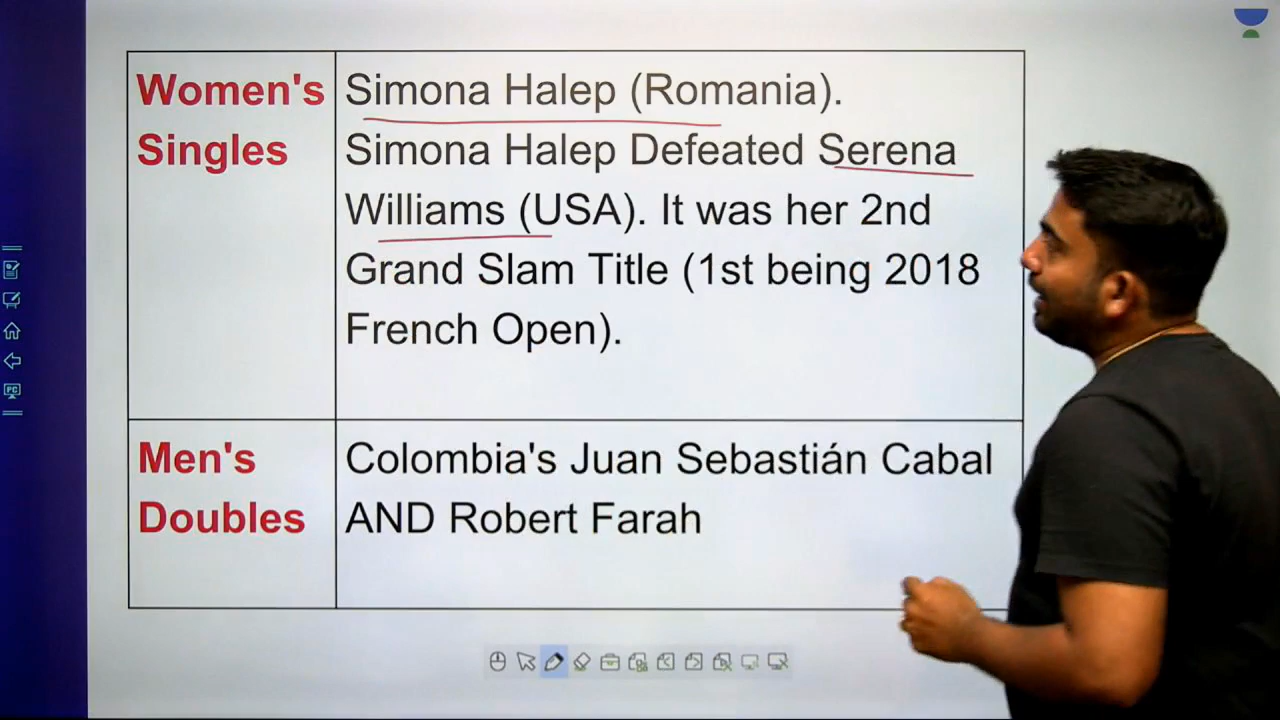 Women's
Singles
Simona Halep (Romania).
Simona Halep Defeated Serena
Williams (USA). It was her 2nd
Grand Slam Title (1st being 2018
French Open).
Men's
Doubles
Colombia's Juan Sebastián Cabal
AND Robert Farah
PC